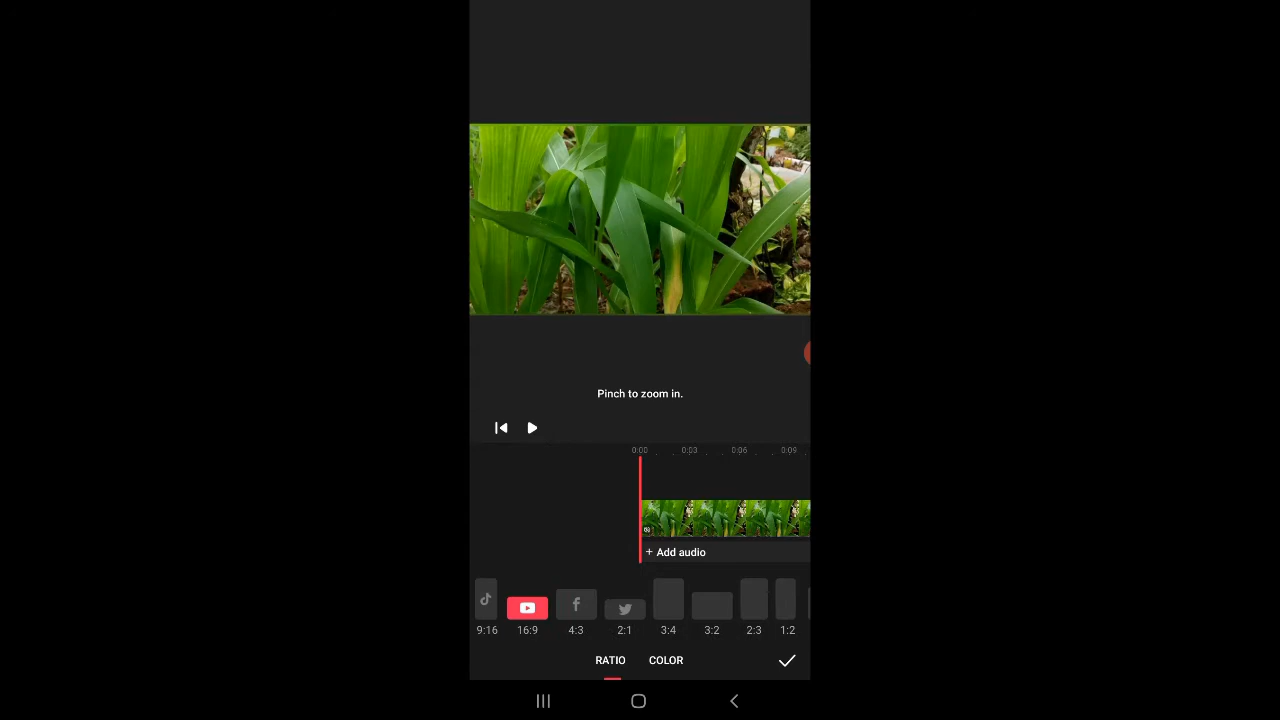 Pinch to zoom in.
0:00 0:03 0:06 0:09
+ Add audio
9:16 16:9 4:3 2:1 3:4 3:2 2:3 1:2
RATIO COLOR